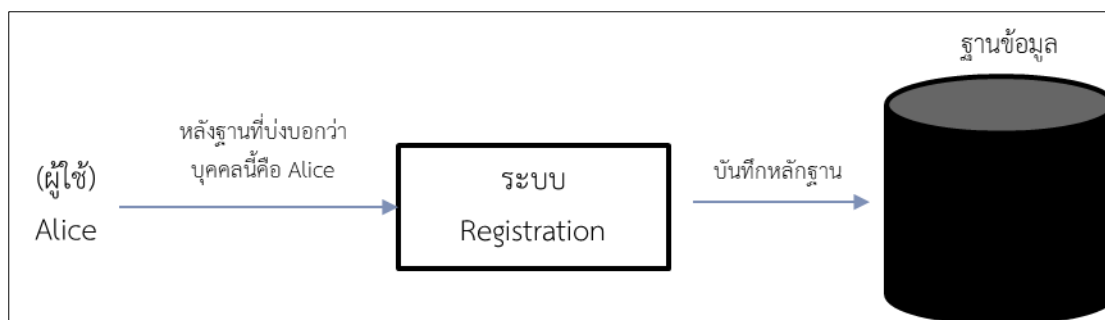 ฐานข้อมูล
หลังฐานที่บ่งบอกว่า
บุคคลนี้คือ Alice
(ผู้ใช้)
Alice
ระบบ
Registration
บันทึกหลักฐาน